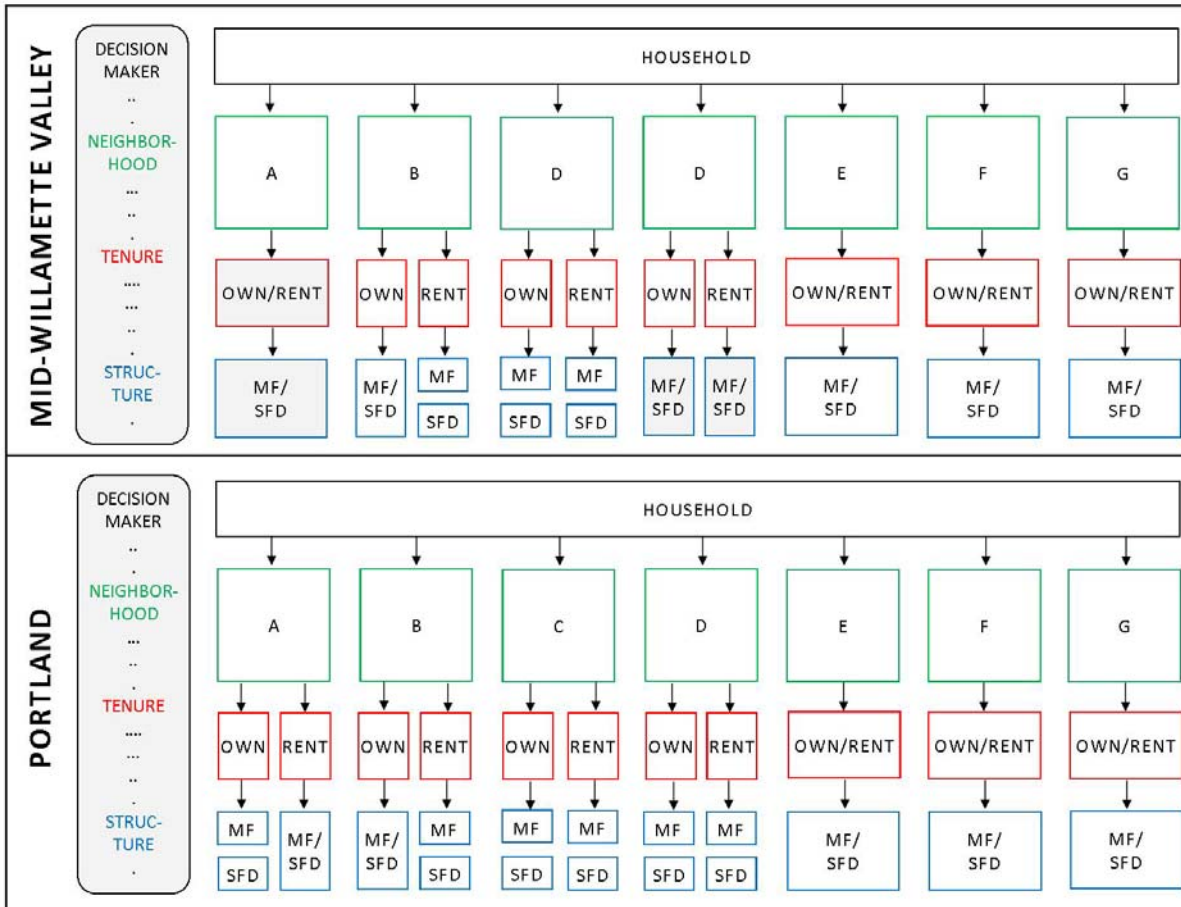 MID-WILLAMETTE VALLEY
DECISION
MAKER
..
.
NEIGHBOR-
HOOD
...
..
.
TENURE
....
...
..
.
STRUC-
TURE
.
HOUSEHOLD
A B D D E F G
OWN/RENT OWN RENT OWN RENT OWN RENT OWN/RENT OWN/RENT OWN/RENT
MF/
SFD
MF/
SFD
MF
SFD
MF
SFD
MF
SFD
MF/
SFD
MF/
SFD
MF/
SFD
MF/
SFD
MF/
SFD
PORTLAND
DECISION
MAKER
..
.
NEIGHBOR-
HOOD
...
..
.
TENURE
....
...
..
.
STRUC-
TURE
.
HOUSEHOLD
A B C D E F G
OWN RENT OWN RENT OWN RENT OWN RENT OWN/RENT OWN/RENT OWN/RENT
MF
SFD
MF/
SFD
MF/
SFD
MF
SFD
MF
SFD
MF
SFD
MF
SFD
MF
SFD
MF/
SFD
MF/
SFD
MF/
SFD